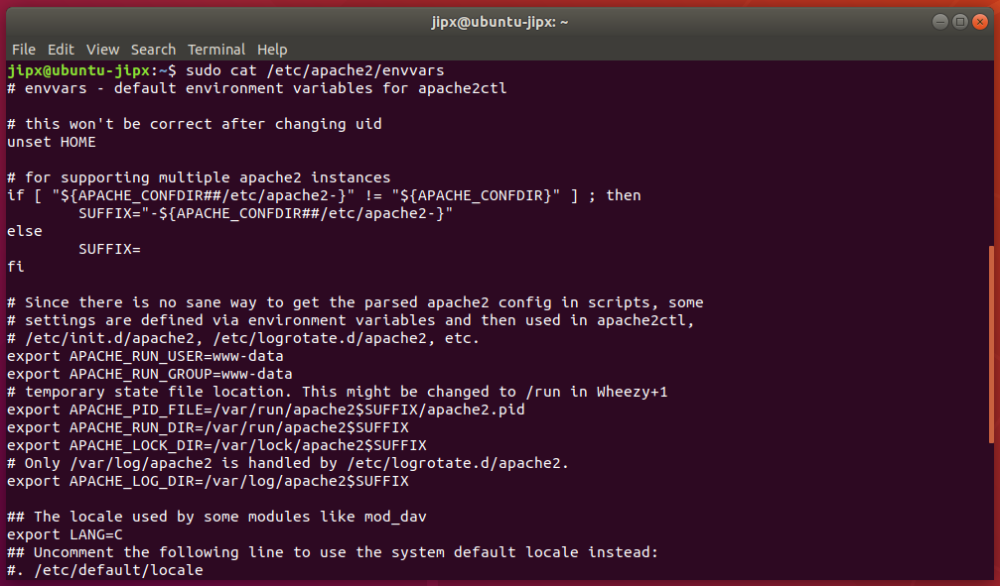 jipx@ubuntu-jipx: ~
File Edit View Search Terminal Help
jipx@ubuntu-jipx:~$ sudo cat /etc/apache2/envvars
# envvars - default environment variables for apache2ctl

# this won't be correct after changing uid
unset HOME

# for supporting multiple apache2 instances
if [ "${APACHE_CONFDIR##/etc/apache2-}" != "${APACHE_CONFDIR}" ] ; then
        SUFFIX="-${APACHE_CONFDIR##/etc/apache2-}"
else
        SUFFIX=
fi

# Since there is no sane way to get the parsed apache2 config in scripts, some
# settings are defined via environment variables and then used in apache2ctl,
# /etc/init.d/apache2, /etc/logrotate.d/apache2, etc.
export APACHE_RUN_USER=www-data
export APACHE_RUN_GROUP=www-data
# temporary state file location. This might be changed to /run in Wheezy+1
export APACHE_PID_FILE=/var/run/apache2$SUFFIX/apache2.pid
export APACHE_RUN_DIR=/var/run/apache2$SUFFIX
export APACHE_LOCK_DIR=/var/lock/apache2$SUFFIX
# Only /var/log/apache2 is handled by /etc/logrotate.d/apache2.
export APACHE_LOG_DIR=/var/log/apache2$SUFFIX

## The locale used by some modules like mod_dav
export LANG=C
## Uncomment the following line to use the system default locale instead:
#. /etc/default/locale